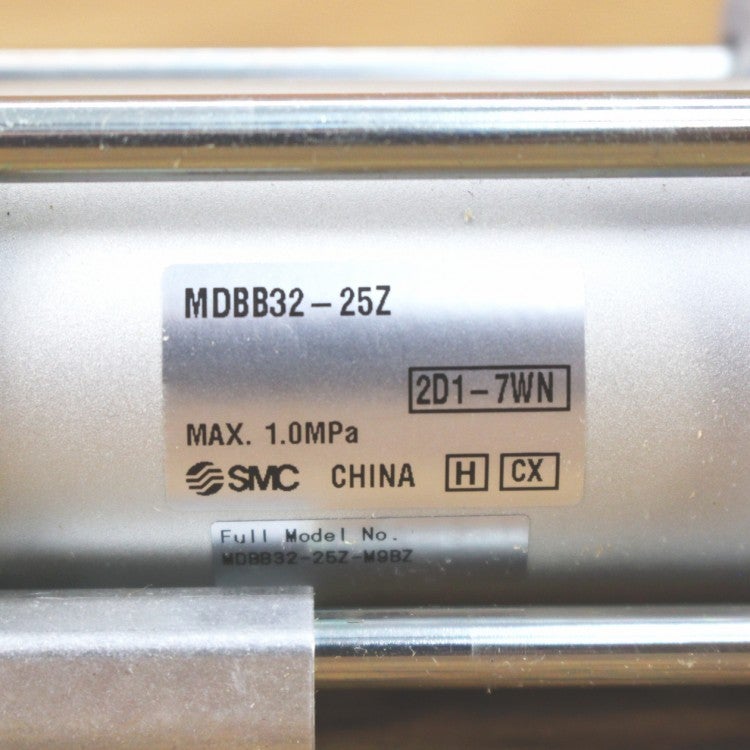 MDBB32-25Z
2D1-7WN
MAX. 1.0MPa
SMC CHINA H CX
Full Model No.
MDBB32-25Z-M9BZ